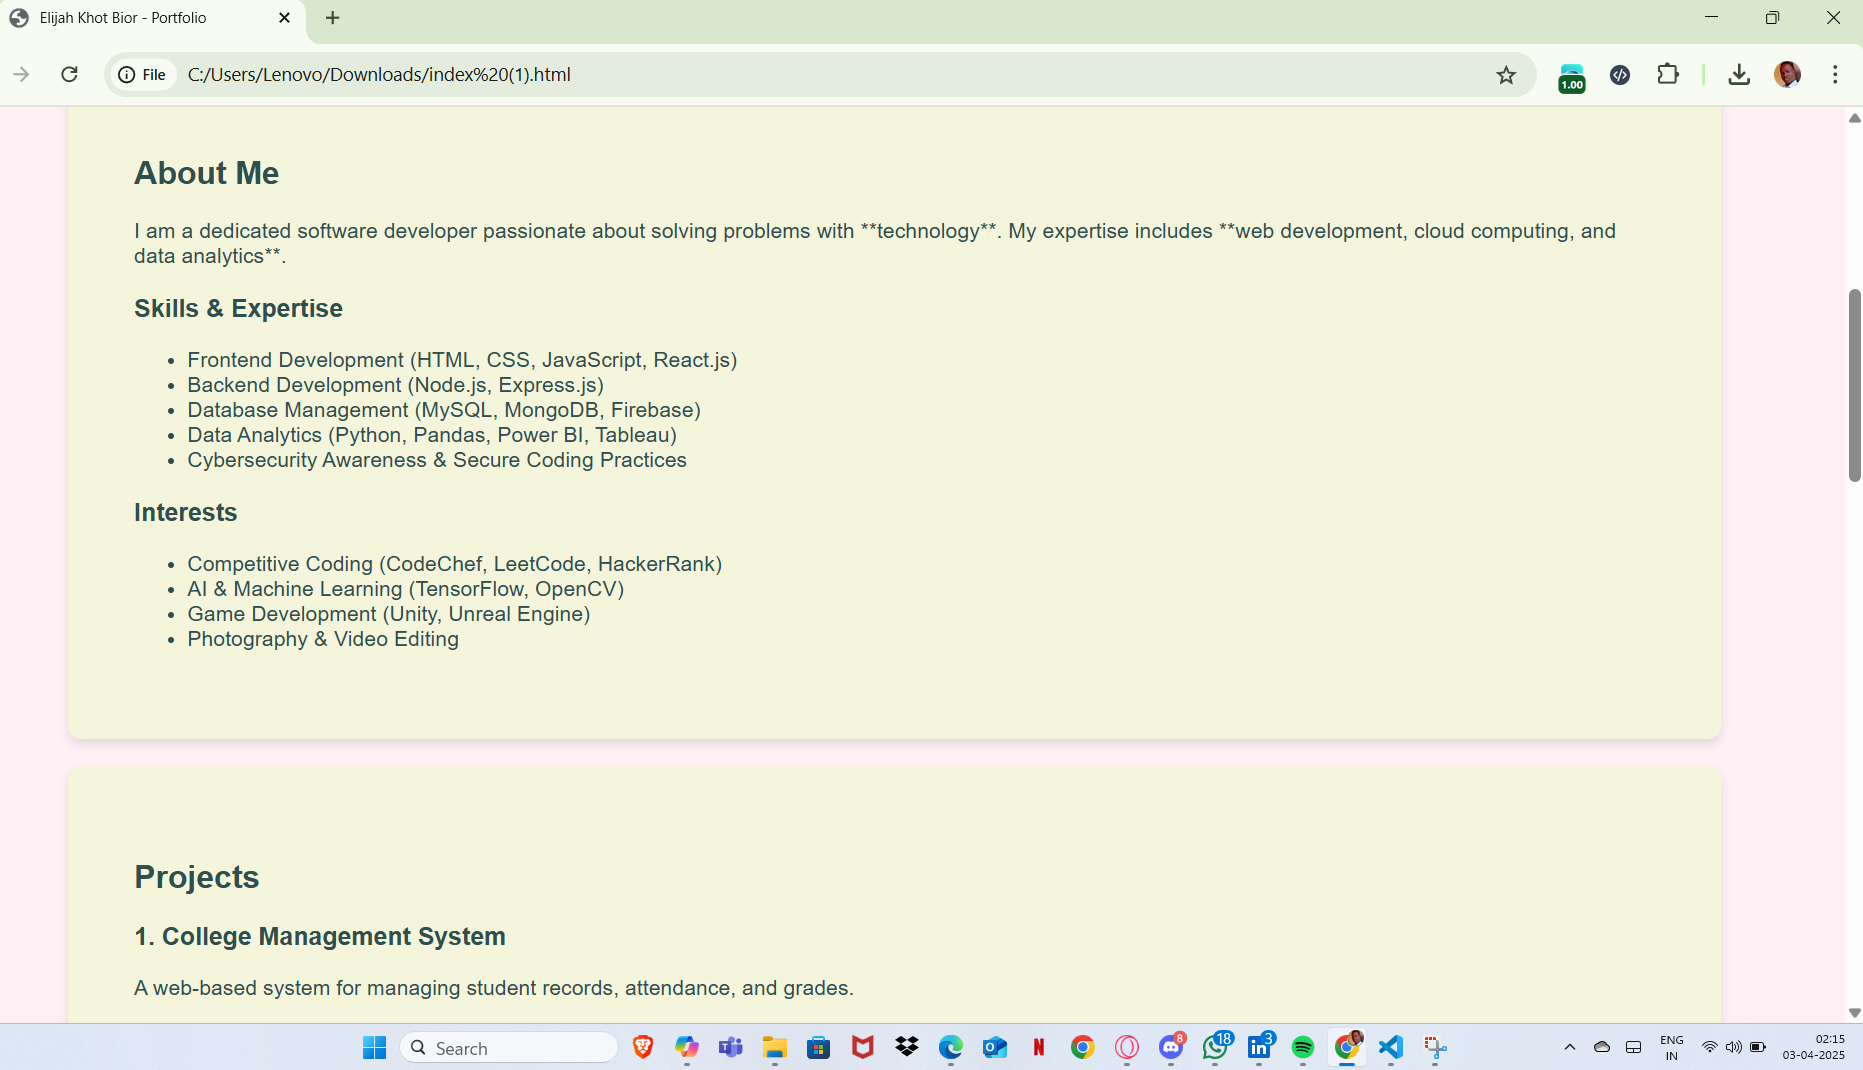 Elijah Khot Bior - Portfolio
File
C:/Users/Lenovo/Downloads/index%20(1).html
1.00
About Me
I am a dedicated software developer passionate about solving problems with **technology**. My expertise includes **web development, cloud computing, and
data analytics**.
Skills & Expertise
• Frontend Development (HTML, CSS, JavaScript, React.js)
• Backend Development (Node.js, Express.js)
• Database Management (MySQL, MongoDB, Firebase)
• Data Analytics (Python, Pandas, Power BI, Tableau)
• Cybersecurity Awareness & Secure Coding Practices
Interests
• Competitive Coding (CodeChef, LeetCode, HackerRank)
• AI & Machine Learning (TensorFlow, OpenCV)
• Game Development (Unity, Unreal Engine)
• Photography & Video Editing
Projects
1. College Management System
A web-based system for managing student records, attendance, and grades.
Search
8
18
3
ENG
IN
02:15
03-04-2025